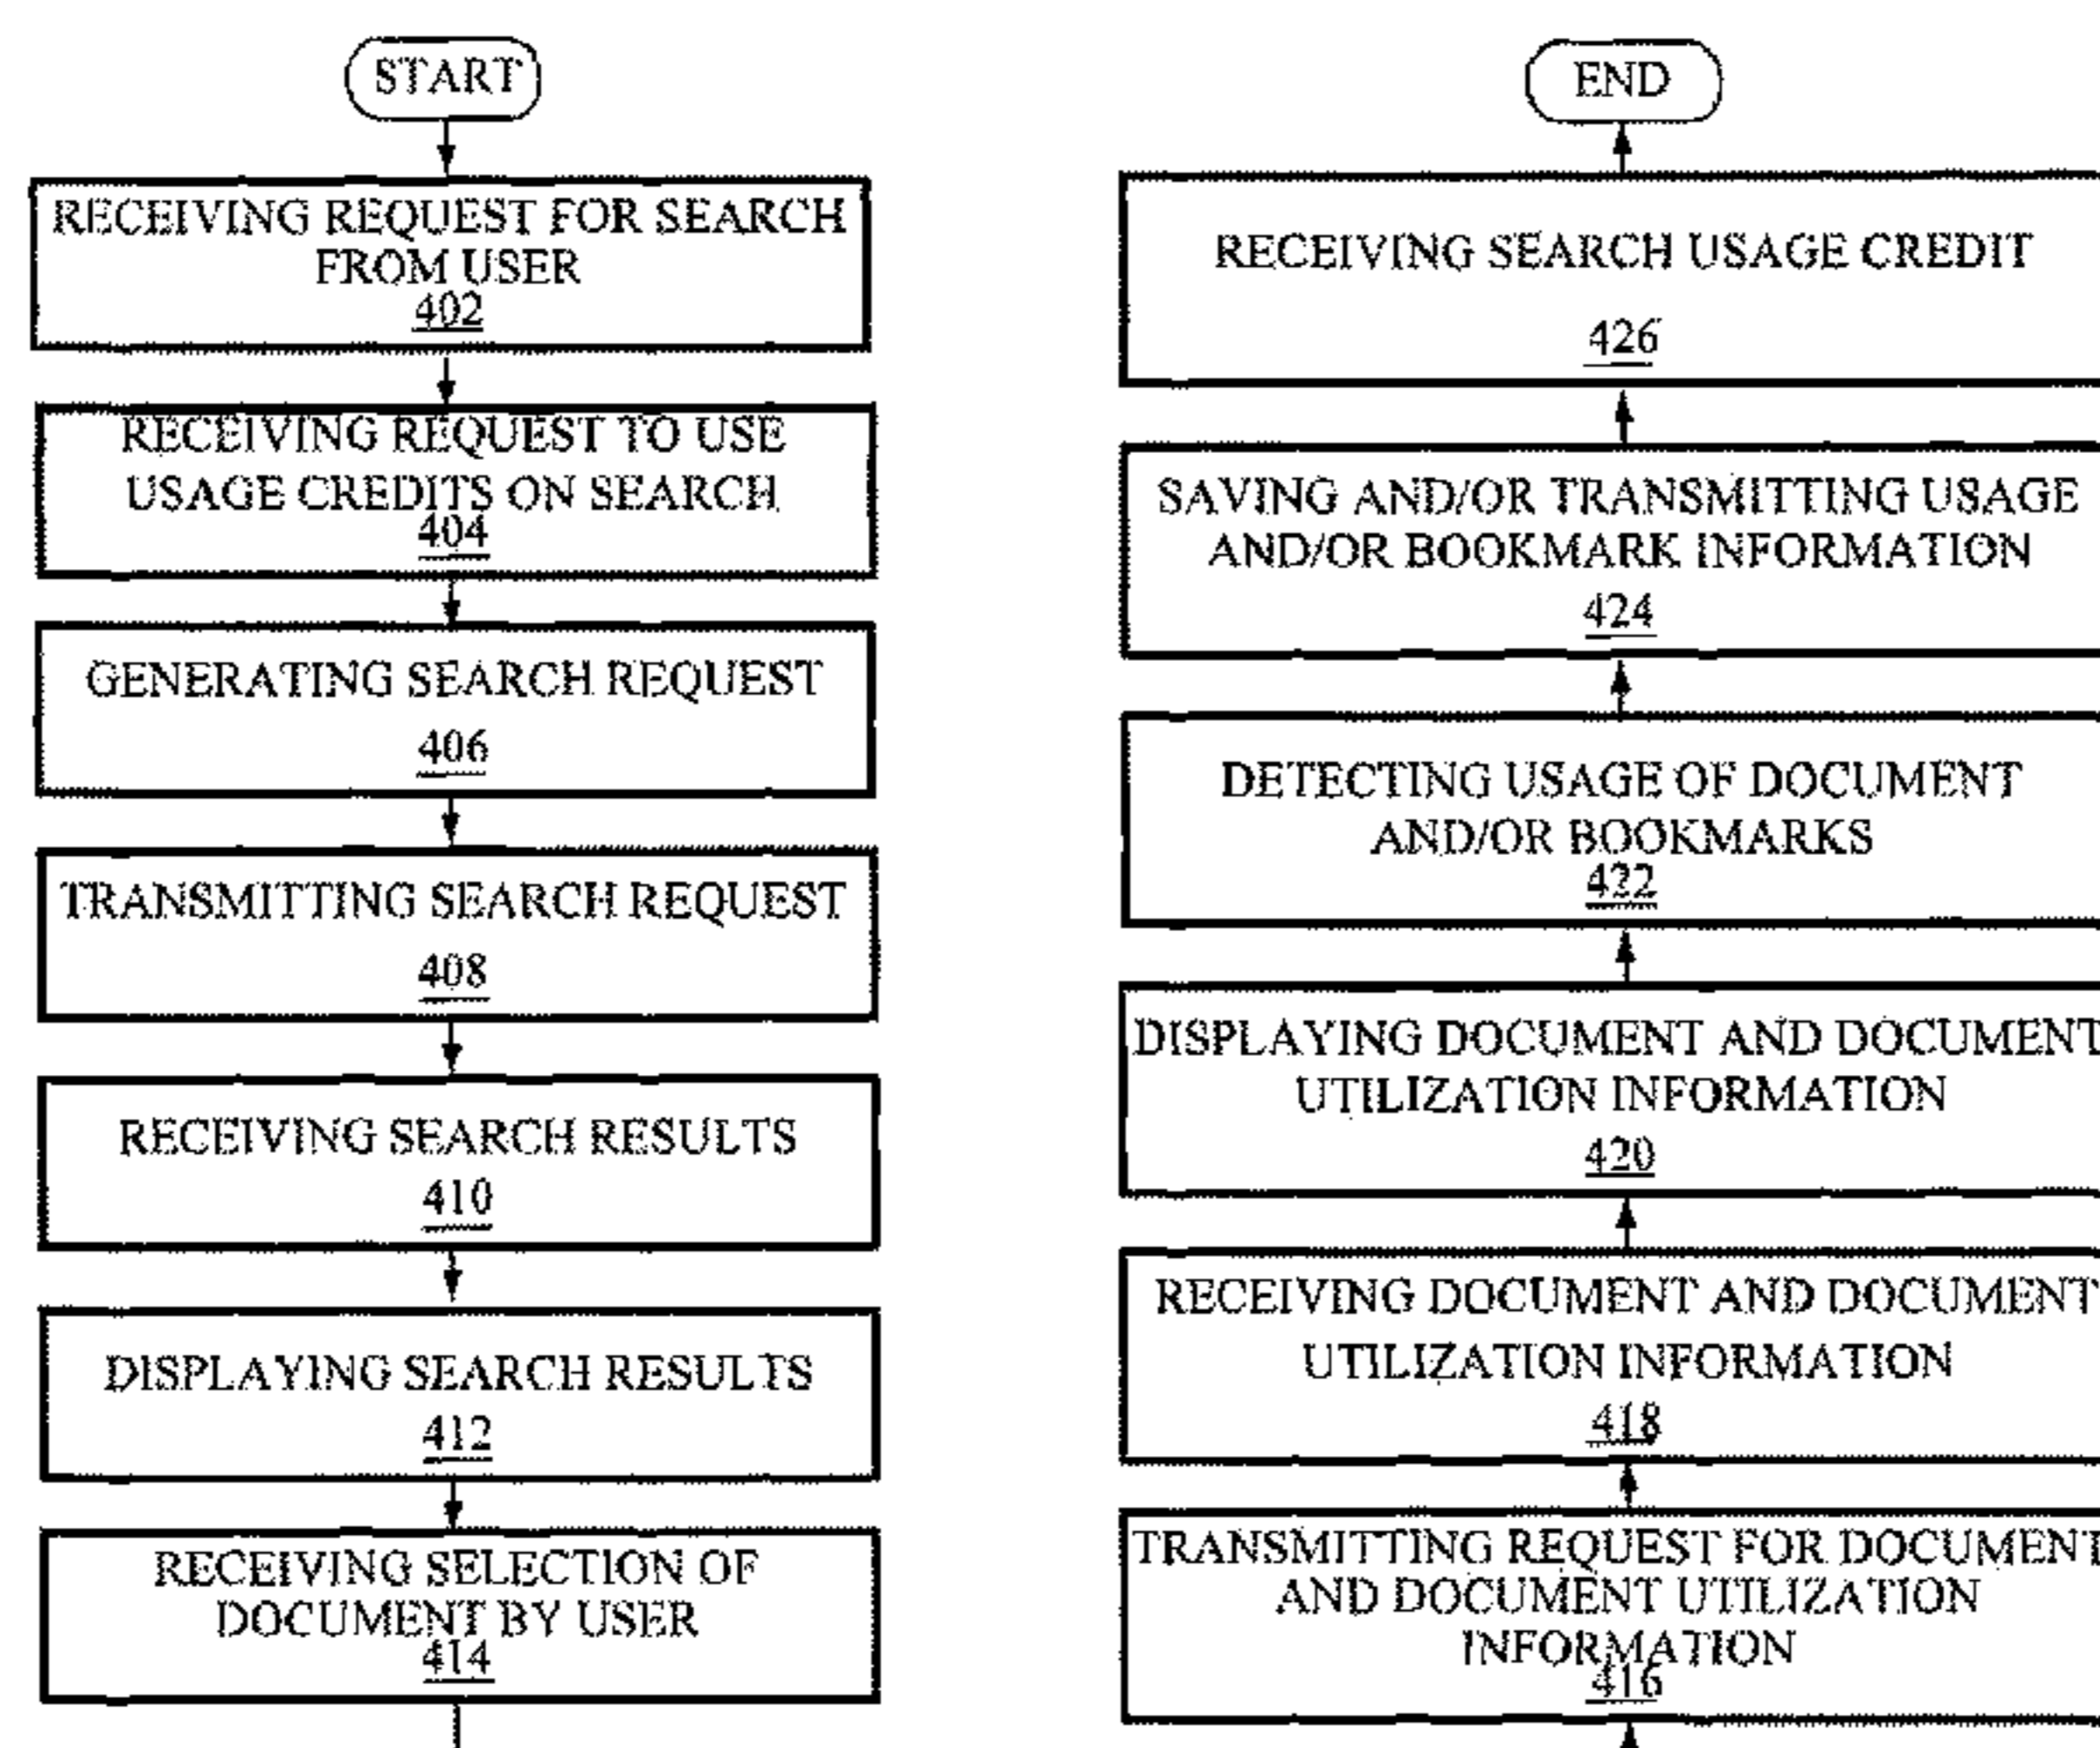 START
RECEIVING REQUEST FOR SEARCH
FROM USER
402
RECEIVING REQUEST TO USE
USAGE CREDITS ON SEARCH
404
GENERATING SEARCH REQUEST
406
TRANSMITTING SEARCH REQUEST
408
RECEIVING SEARCH RESULTS
410
DISPLAYING SEARCH RESULTS
412
RECEIVING SELECTION OF
DOCUMENT BY USER
414
END
RECEIVING SEARCH USAGE CREDIT
426
SAVING AND/OR TRANSMITTING USAGE
AND/OR BOOKMARK INFORMATION
424
DETECTING USAGE OF DOCUMENT
AND/OR BOOKMARKS
422
DISPLAYING DOCUMENT AND DOCUMENT
UTILIZATION INFORMATION
420
RECEIVING DOCUMENT AND DOCUMENT
UTILIZATION INFORMATION
418
TRANSMITTING REQUEST FOR DOCUMENT
AND DOCUMENT UTILIZATION
INFORMATION
416